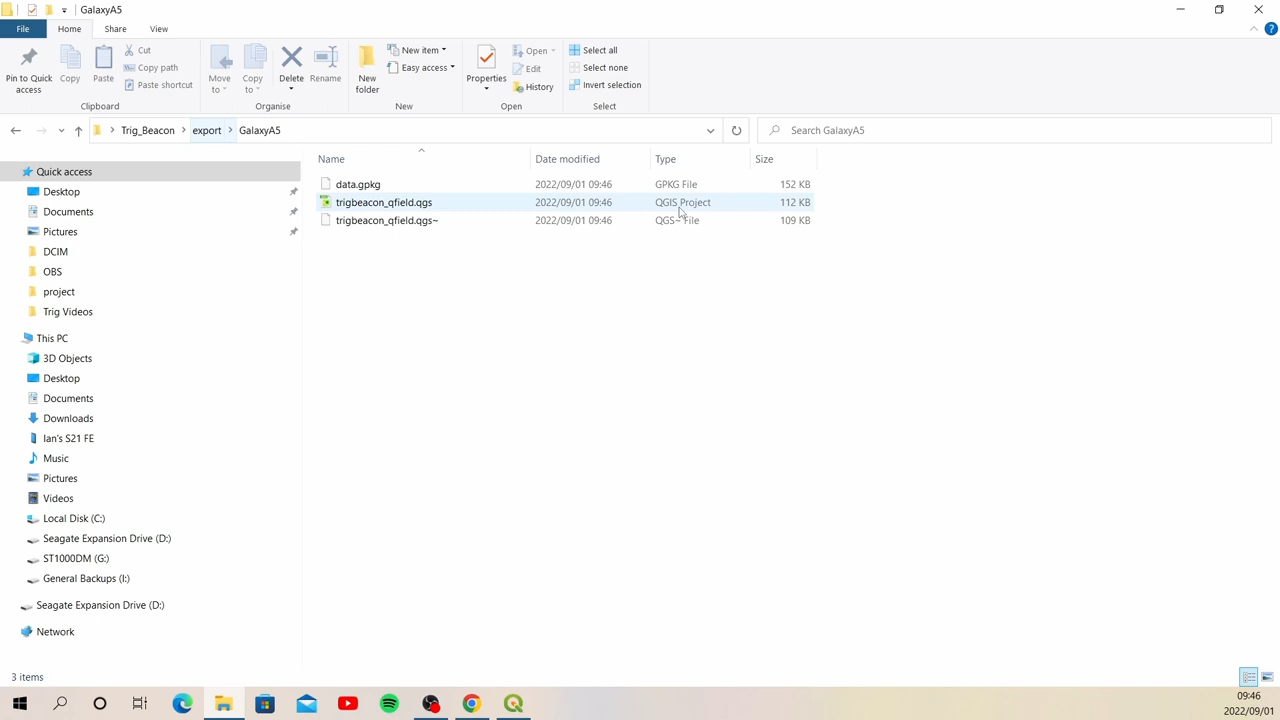 GalaxyA5
File Home Share View
Pin to Quick access
Copy
Paste
Cut
Copy path
Paste shortcut
Clipboard
Move to
Copy to
Delete
Rename
Organise
New folder
New item
Easy access
New
Properties
Open
Edit
History
Open
Select all
Select none
Invert selection
Select
Trig_Beacon export GalaxyA5
Search GalaxyA5
Name Date modified Type Size
data.gpkg 2022/09/01 09:46 GPKG File 152 KB
trigbeacon_qfield.qgs 2022/09/01 09:46 QGIS Project 112 KB
trigbeacon_qfield.qgs~ 2022/09/01 09:46 QGS~ File 109 KB
Quick access
Desktop
Documents
Pictures
DCIM
OBS
project
Trig Videos
This PC
3D Objects
Desktop
Documents
Downloads
Ian's S21 FE
Music
Pictures
Videos
Local Disk (C:)
Seagate Expansion Drive (D:)
ST1000DM (G:)
General Backups (I:)
Seagate Expansion Drive (D:)
Network
3 items
09:46
2022/09/01